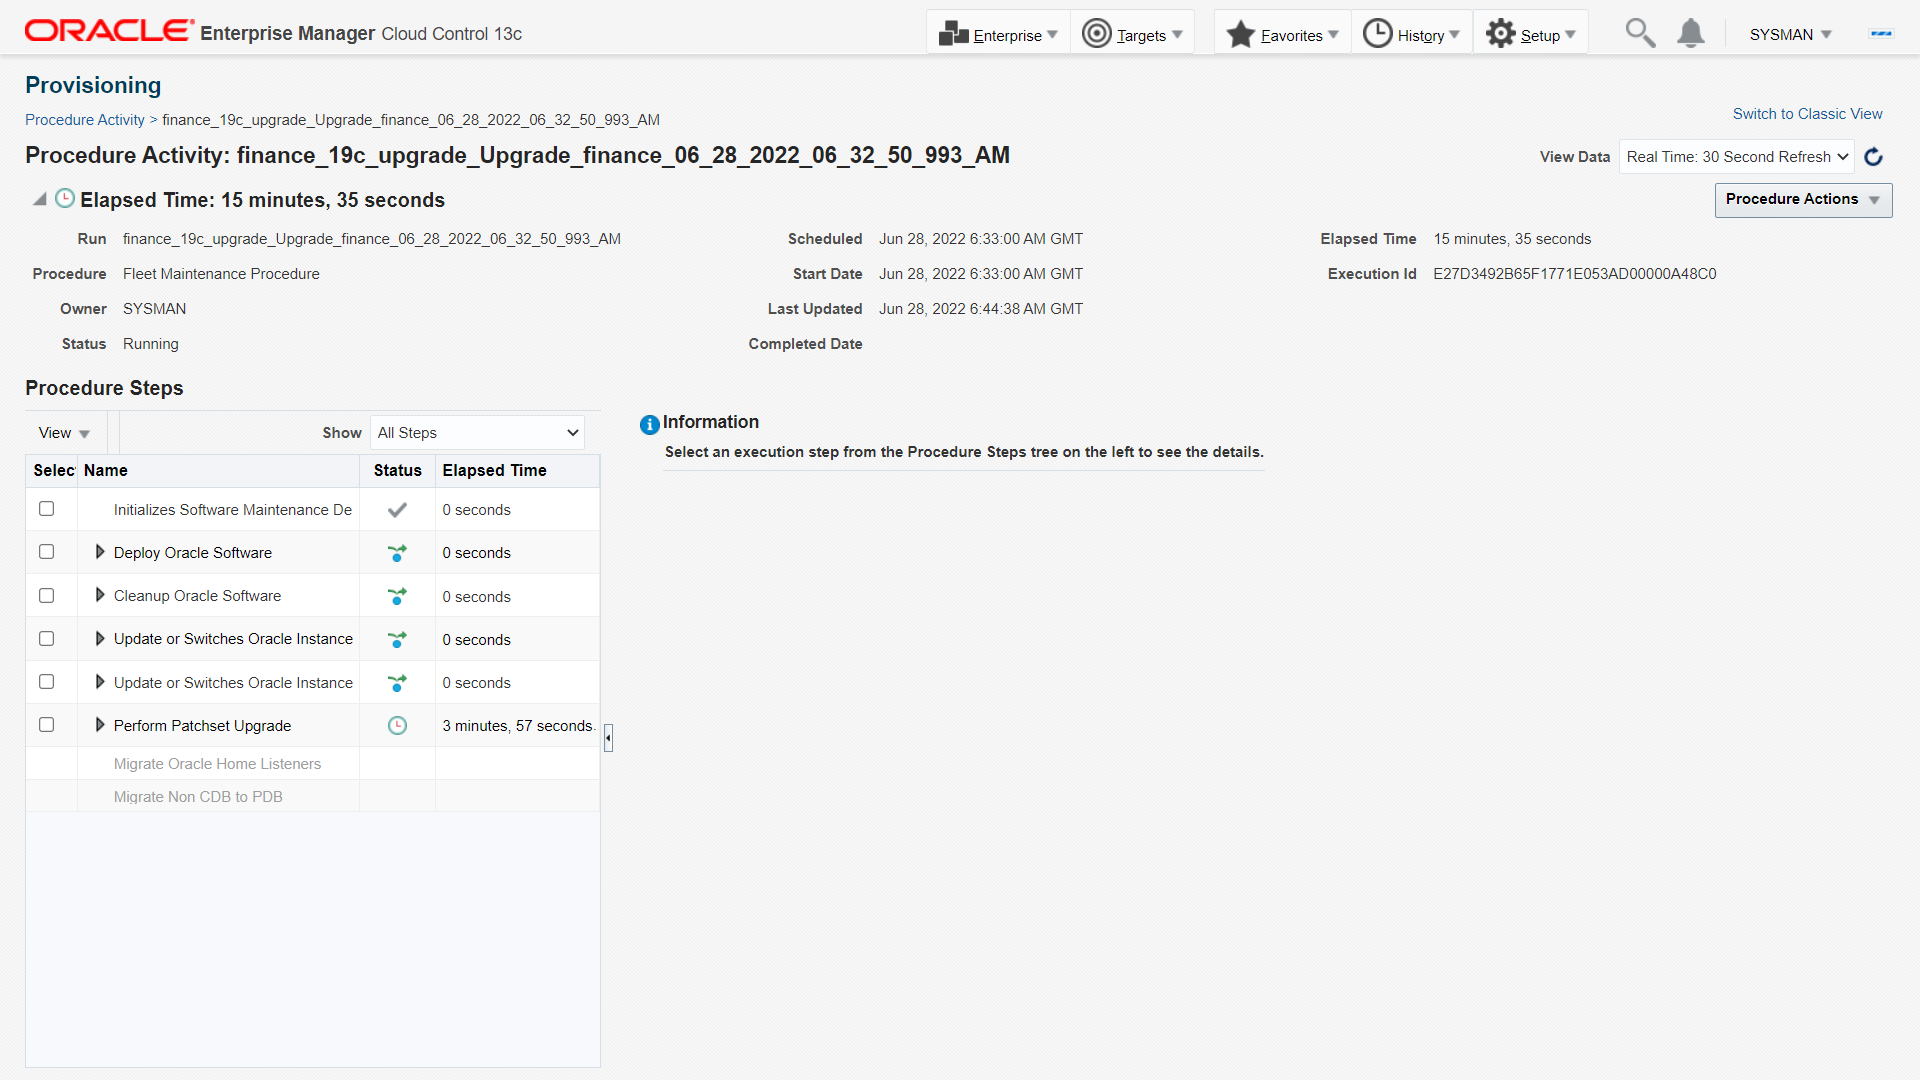 ORACLE Enterprise Manager Cloud Control 13c
Enterprise Targets Favorites History Setup SYSMAN
Provisioning
Procedure Activity > finance_19c_upgrade_Upgrade_finance_06_28_2022_06_32_50_993_AM
Switch to Classic View
Procedure Activity: finance_19c_upgrade_Upgrade_finance_06_28_2022_06_32_50_993_AM
View Data Real Time: 30 Second Refresh
Elapsed Time: 15 minutes, 35 seconds
Procedure Actions
Run finance_19c_upgrade_Upgrade_finance_06_28_2022_06_32_50_993_AM
Scheduled Jun 28, 2022 6:33:00 AM GMT
Elapsed Time 15 minutes, 35 seconds
Procedure Fleet Maintenance Procedure
Start Date Jun 28, 2022 6:33:00 AM GMT
Execution Id E27D3492B65F1771E053AD00000A48C0
Owner SYSMAN
Last Updated Jun 28, 2022 6:44:38 AM GMT
Status Running
Completed Date
Procedure Steps
View Show All Steps
Selec Name Status Elapsed Time
Initializes Software Maintenance De 0 seconds
Deploy Oracle Software 0 seconds
Cleanup Oracle Software 0 seconds
Update or Switches Oracle Instance 0 seconds
Update or Switches Oracle Instance 0 seconds
Perform Patchset Upgrade 3 minutes, 57 seconds.
Migrate Oracle Home Listeners
Migrate Non CDB to PDB
Information
Select an execution step from the Procedure Steps tree on the left to see the details.